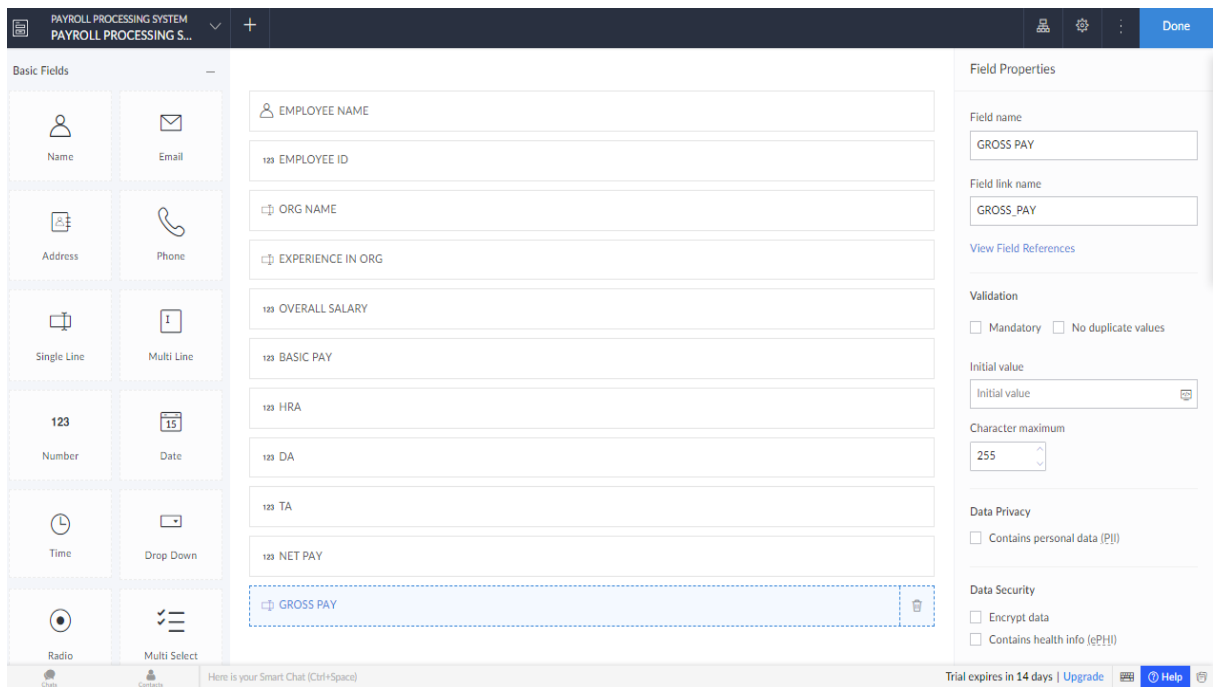 PAYROLL PROCESSING SYSTEM
PAYROLL PROCESSING S...
Done
Basic Fields
Name
Email
Address
Phone
Single Line
Multi Line
123
15
Number
Date
Time
Drop Down
Radio
Multi Select
EMPLOYEE NAME
123 EMPLOYEE ID
ORG NAME
EXPERIENCE IN ORG
123 OVERALL SALARY
123 BASIC PAY
123 HRA
123 DA
123 TA
123 NET PAY
GROSS PAY
Field Properties
Field name
GROSS PAY
Field link name
GROSS_PAY
View Field References
Validation
Mandatory
No duplicate values
Initial value
Initial value
Character maximum
255
Data Privacy
Contains personal data (PII)
Data Security
Encrypt data
Contains health info (ePHI)
Chats
Contacts
Here is your Smart Chat (Ctrl+Space)
Trial expires in 14 days | Upgrade
Help